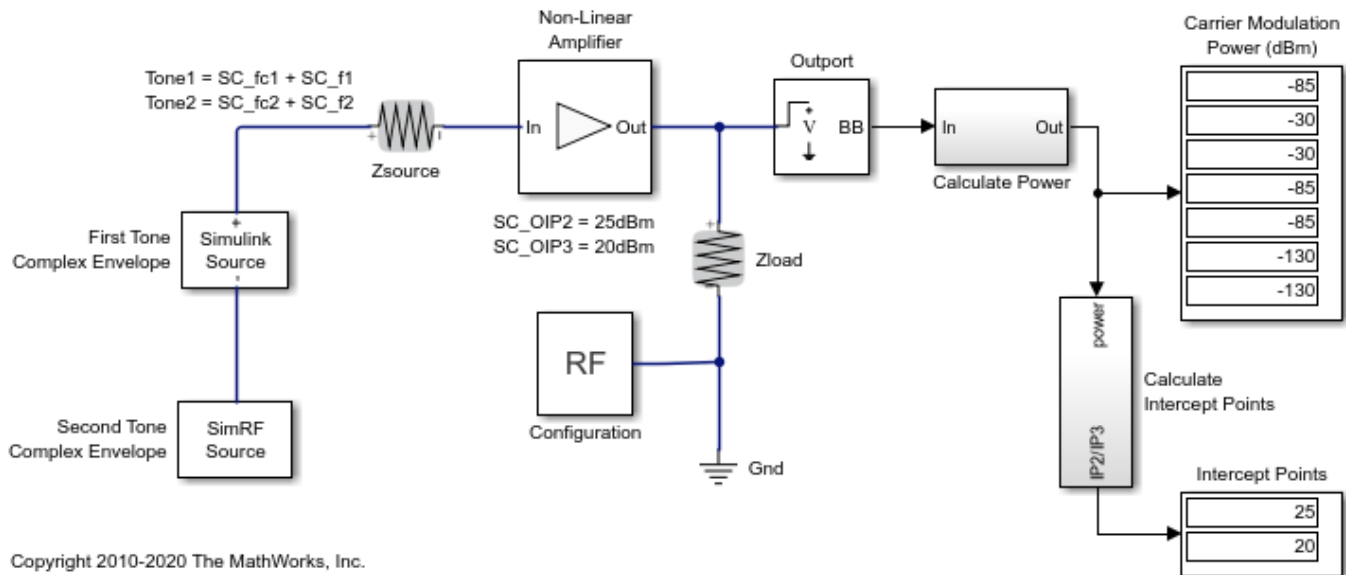 Non-Linear
Amplifier
Carrier Modulation
Power (dBm)
Tone1 = SC_fc1 + SC_f1
Tone2 = SC_fc2 + SC_f2
Outport
-85
-30
-30
-85
-85
-130
-130
In
Out
V
BB
In
Out
Zsource
Calculate Power
SC_OIP2 = 25dBm
SC_OIP3 = 20dBm
First Tone
Complex Envelope
Simulink
Source
Zload
power
IP2/IP3
Calculate
Intercept Points
RF
Configuration
Second Tone
Complex Envelope
SimRF
Source
Gnd
Intercept Points
25
20
Copyright 2010-2020 The MathWorks, Inc.